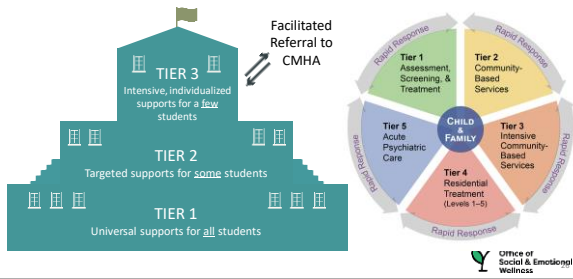 Facilitated
Referral to
CMHA
TIER 3
Intensive, individualized
supports for a few
students
TIER 2
Targeted supports for some students
TIER 1
Universal supports for all students
Rapid Response
Rapid Response
Rapid Response
Rapid Response
Rapid Response
Tier 1
Assessment,
Screening, &
Treatment
Tier 2
Community-
Based
Services
Tier 3
Intensive
Community-
Based
Services
Tier 4
Residential
Treatment
(Levels 1–5)
Tier 5
Acute
Psychiatric
Care
CHILD
&
FAMILY
Office of
Social & Emotional
Wellness